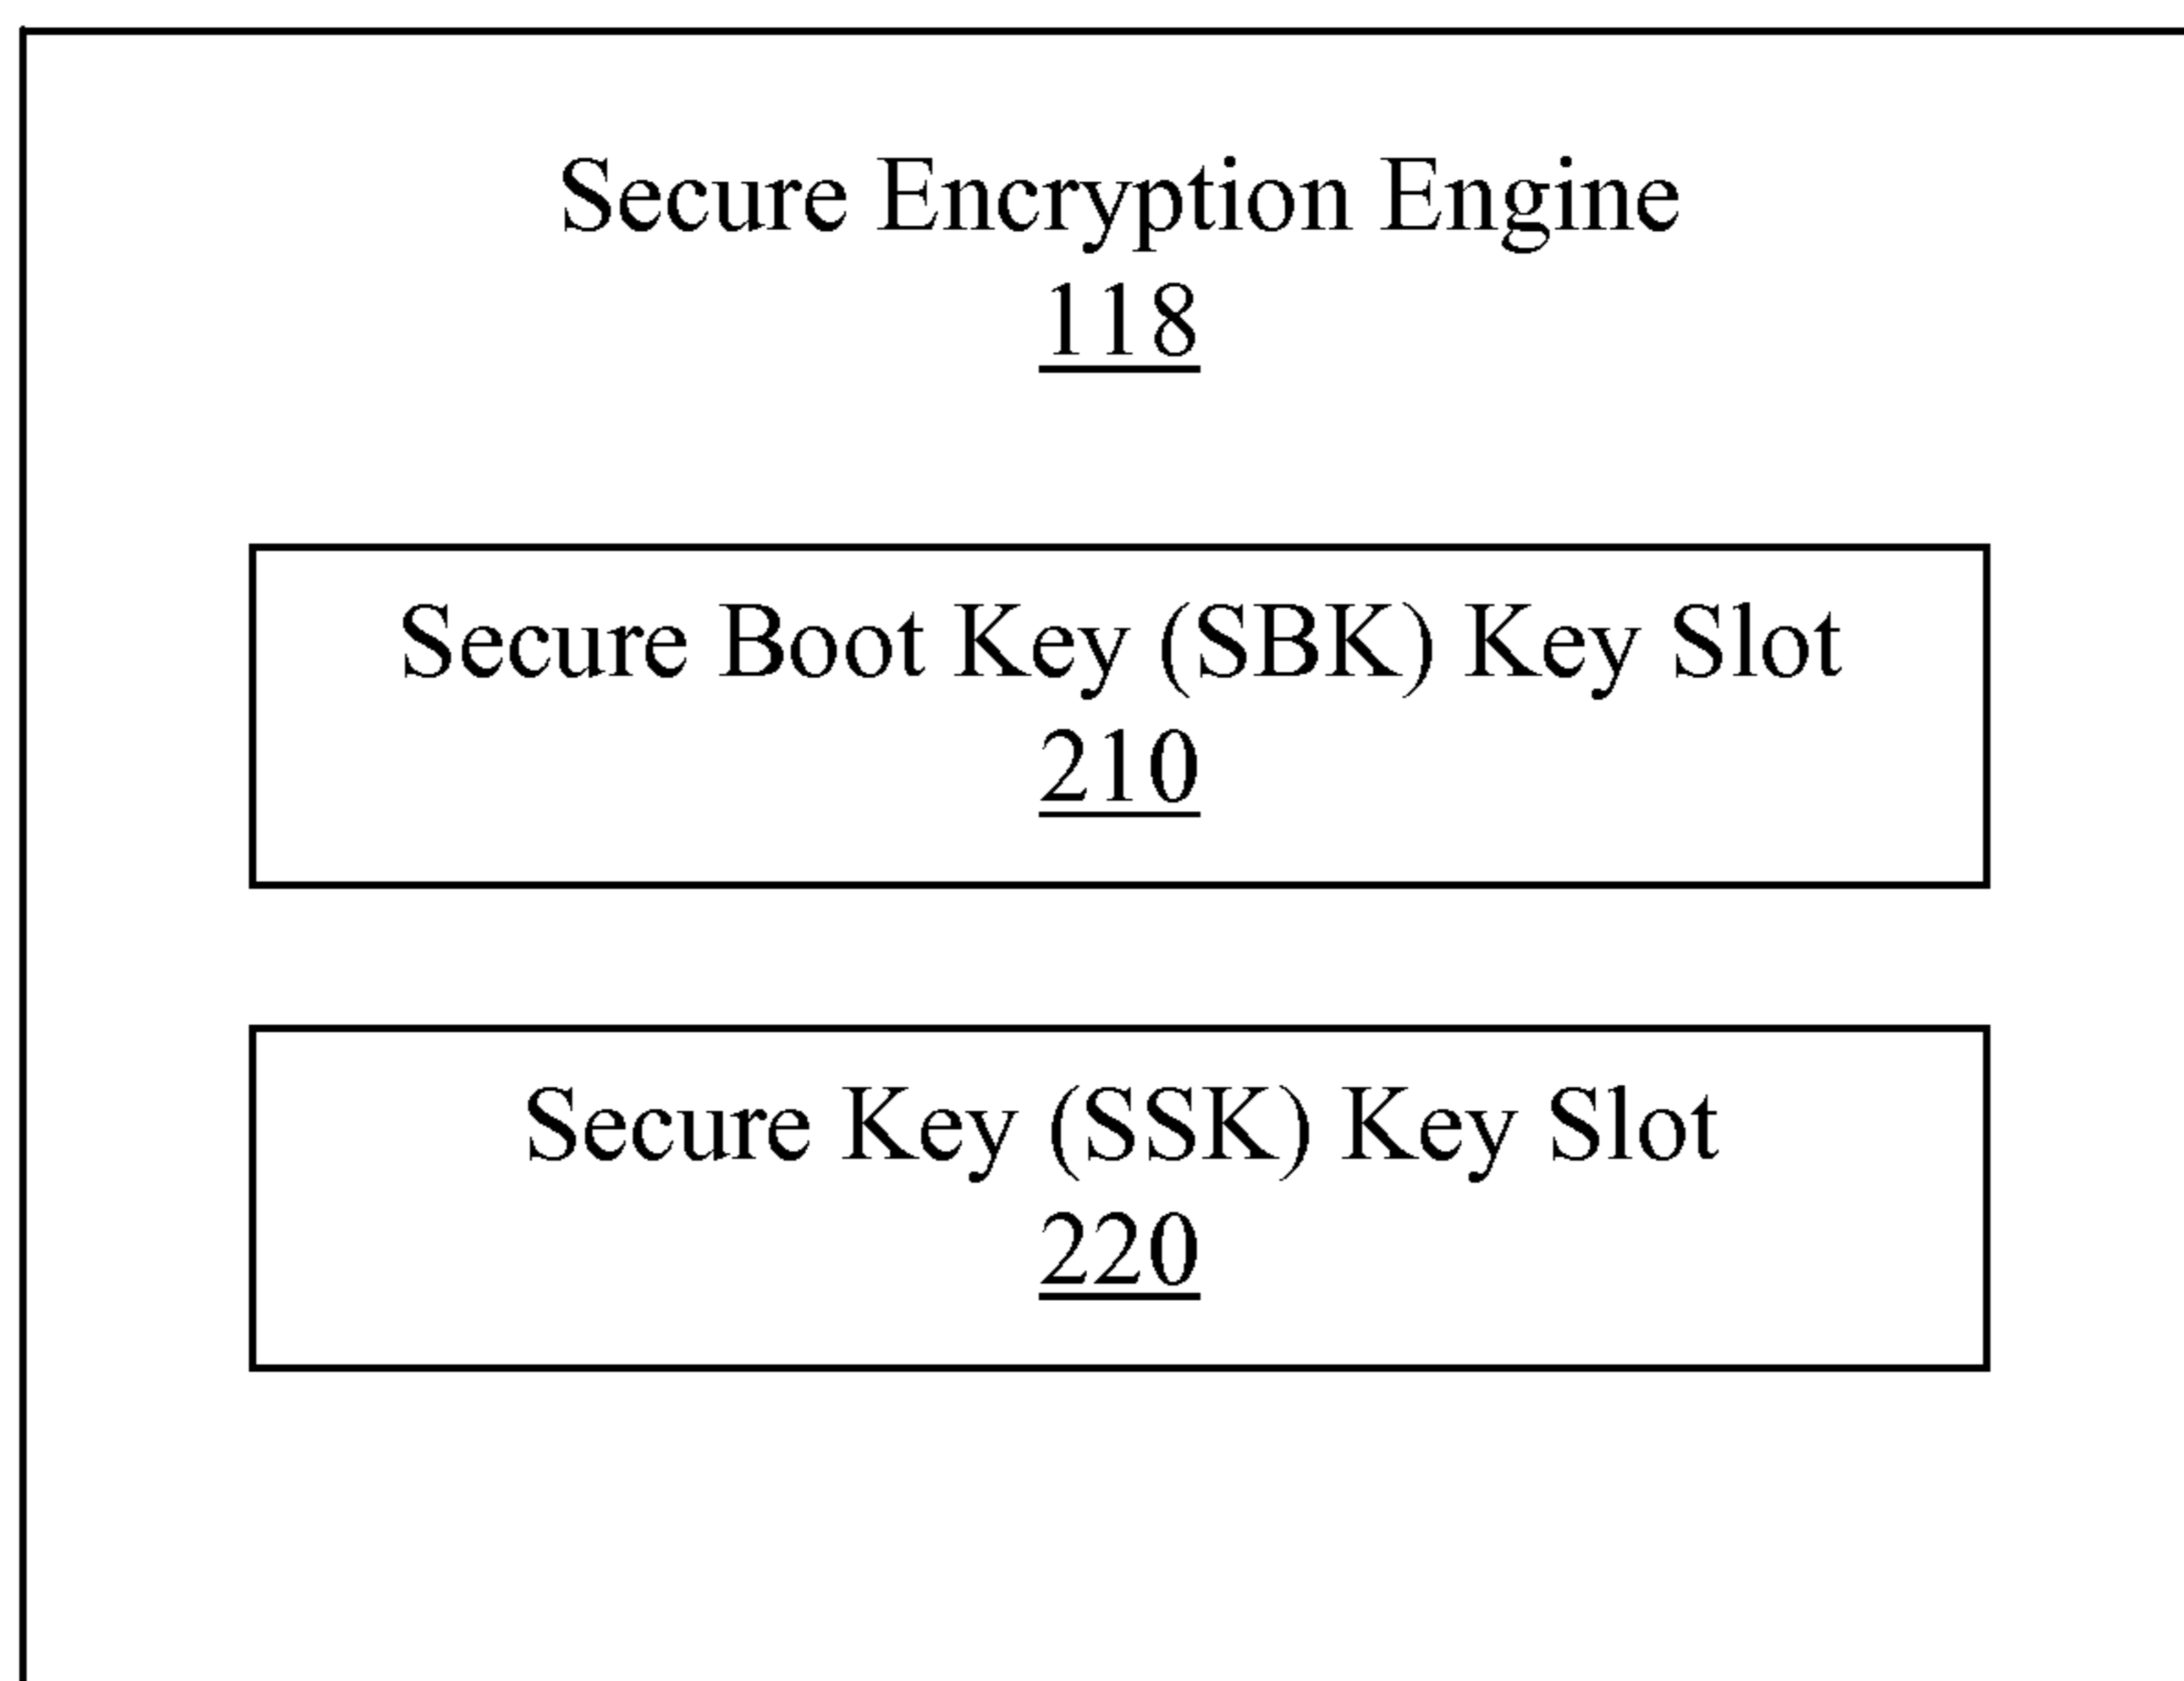 Secure Encryption Engine
118
Secure Boot Key (SBK) Key Slot
210
Secure Key (SSK) Key Slot
220